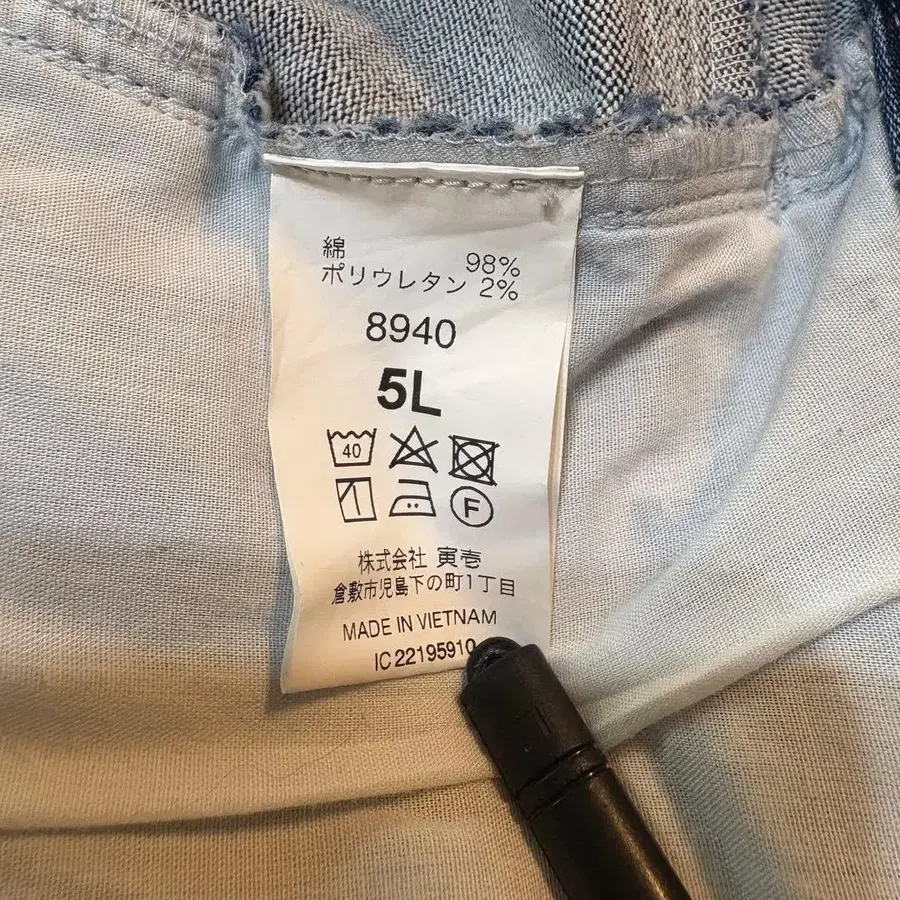 綿 98%
ポリウレタン 2%
8940
5L
40
F
株式会社 寅壱
倉敷市児島下の町1丁目
MADE IN VIETNAM
IC 22195910